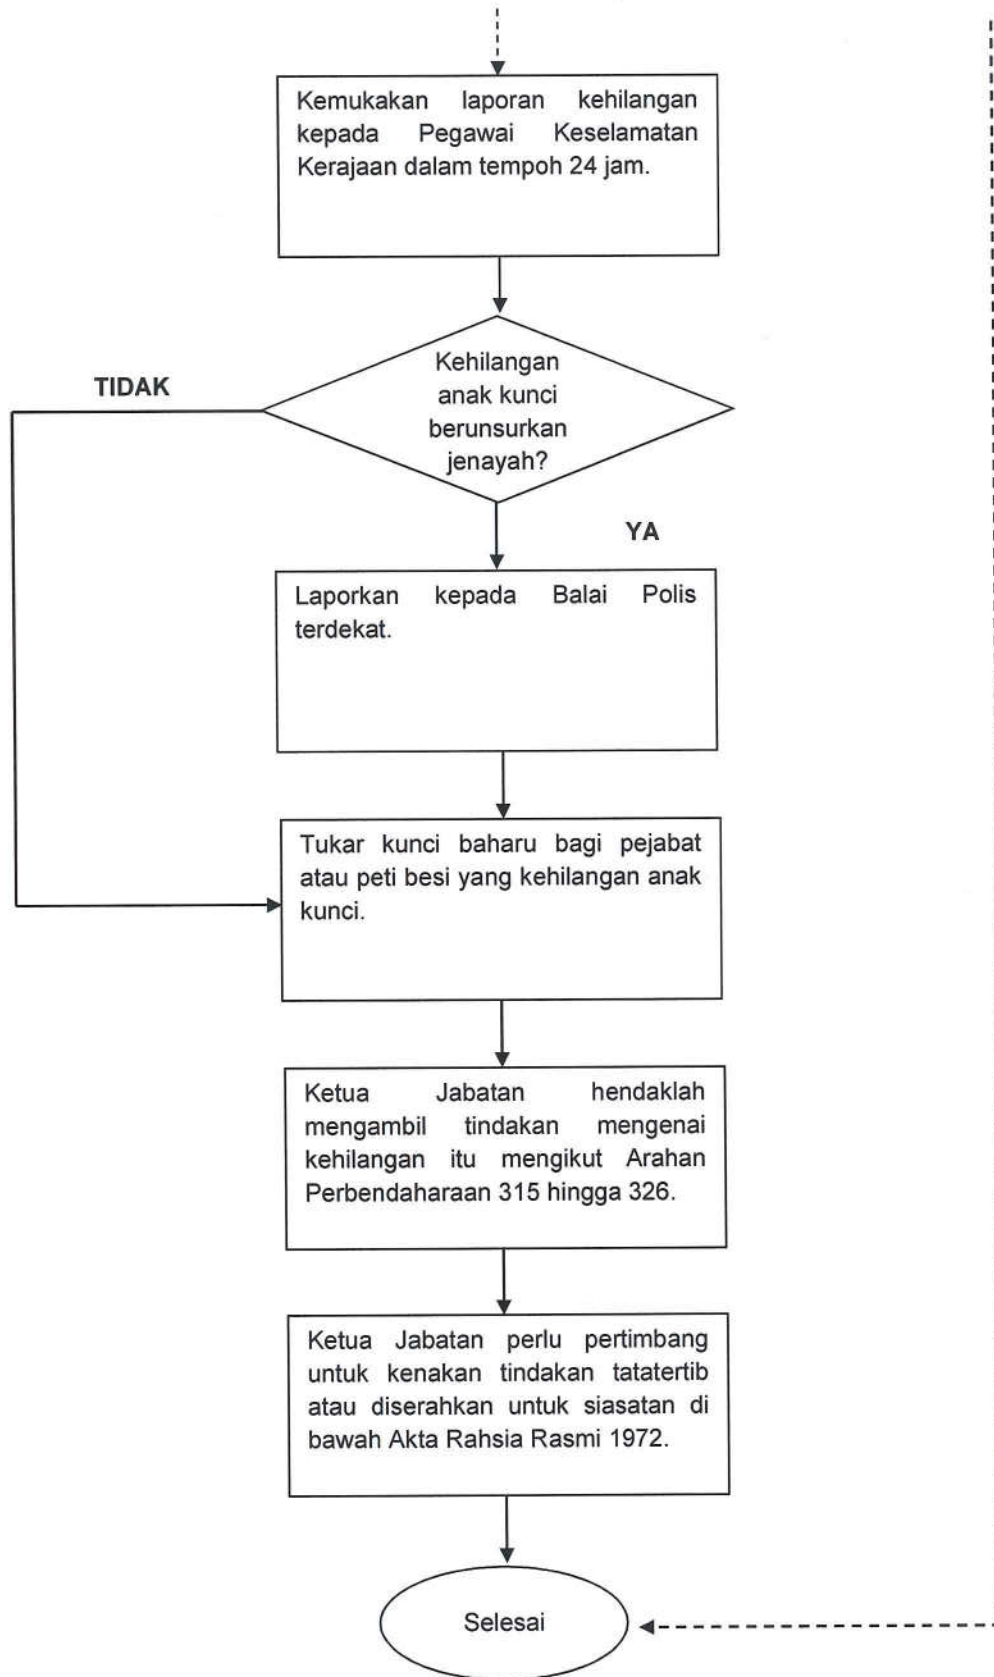 Kemukakan laporan kehilangan
kepada Pegawai Keselamatan
Kerajaan dalam tempoh 24 jam.
Kehilangan
anak kunci
berunsurkan
jenayah?
TIDAK
YA
Laporkan kepada Balai Polis
terdekat.
Tukar kunci baharu bagi pejabat
atau peti besi yang kehilangan anak
kunci.
Ketua Jabatan hendaklah
mengambil tindakan mengenai
kehilangan itu mengikut Arahan
Perbendaharaan 315 hingga 326.
Ketua Jabatan perlu pertimbang
untuk kenakan tindakan tatatertib
atau diserahkan untuk siasatan di
bawah Akta Rahsia Rasmi 1972.
Selesai